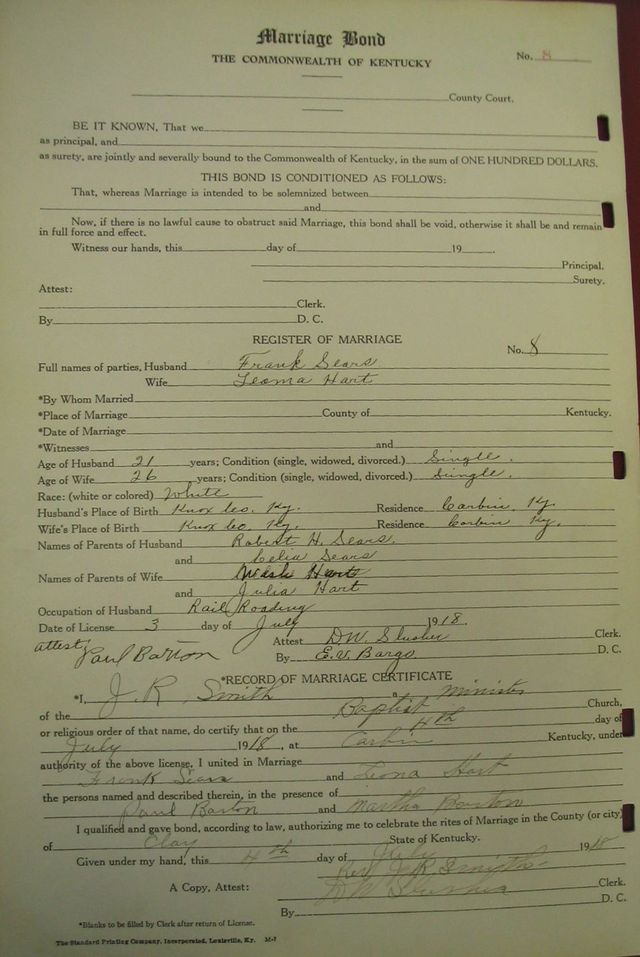 Marriage Bond
THE COMMONWEALTH OF KENTUCKY
No. 8
County Court.
BE IT KNOWN, That we
as principal, and
as surety, are jointly and severally bound to the Commonwealth of Kentucky, in the sum of ONE HUNDRED DOLLARS.
THIS BOND IS CONDITIONED AS FOLLOWS:
That, whereas Marriage is intended to be solemnized between
and
Now, if there is no lawful cause to obstruct said Marriage, this bond shall be void, otherwise it shall be and remain
in full force and effect.
Witness our hands, this day of 19 .
Principal.
Surety.
Attest:
Clerk.
By D. C.
REGISTER OF MARRIAGE
No. 8
Full names of parties, Husband Frank Sears
Wife Leoma Hart
*By Whom Married
*Place of Marriage County of Kentucky.
*Date of Marriage
*Witnesses and
Age of Husband 21 years; Condition (single, widowed, divorced.) Single.
Age of Wife 26 years; Condition (single, widowed, divorced.) Single.
Race: (white or colored) White
Husband's Place of Birth Knox Co. Ky. Residence Corbin Ky.
Wife's Place of Birth Knox Co. Ky. Residence Corbin Ky.
Names of Parents of Husband Robert H. Sears.
and Celia Sears
Names of Parents of Wife Hart
and Julia Hart
Occupation of Husband Rail Roading
Date of License 3 day of July 1918.
Attest D.W. Slusher Clerk.
attest, Paul Barton
By E.V. Bargo D. C.
*RECORD OF MARRIAGE CERTIFICATE
*I, J. R. Smith a minister
of the Baptist Church,
or religious order of that name, do certify that on the 4th day of
July 1918, at Corbin Kentucky, under
authority of the above license, I united in Marriage
Frank Sears and Leona Hart
the persons named and described therein, in the presence of
Paul Barton and Martha Barton
I qualified and gave bond, according to law, authorizing me to celebrate the rites of Marriage in the County (or city)
of Clay State of Kentucky.
Given under my hand, this 4th day of July 1918
Rev J R Smith
A Copy, Attest: D W Slusher Clerk.
By D. C.
*Blanks to be filled by Clerk after return of License.
The Standard Printing Company, Incorporated, Louisville, Ky. M-7